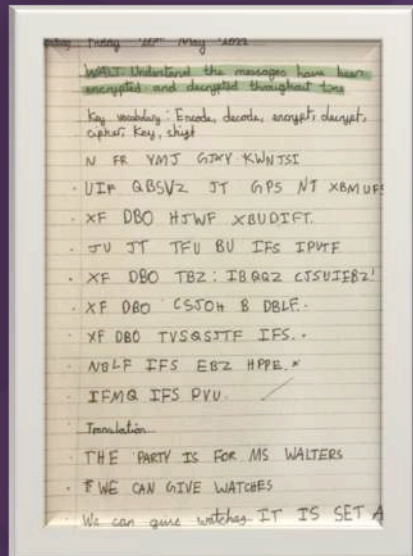 Friday 20th May 2022
WALT: Understand the messages have been
encrypted and decrypted throughout time
Key vocabulary: Encode, decode, encrypt, decrypt,
cipher, key, shift
N FR YMJ GJXY KWNJSI
· UIF QBSVZ JT GPS NT XBMUFS
· XF DBO HJWF XBUDIFT.
· JU JT TFU BU IFS IPVTF
· XF DBO TBZ: IBQQZ CJSUIEBZ!
· XF DBO CSJOH B DBLF.
XF DBO TVSQSJTF IFS.
· NBLF IFS EBZ HPPE.
· IFMQ IFS PVU.
Translation
· THE PARTY IS FOR MS WALTERS
· WE CAN GIVE WATCHES
· We can give watches IT IS SET A